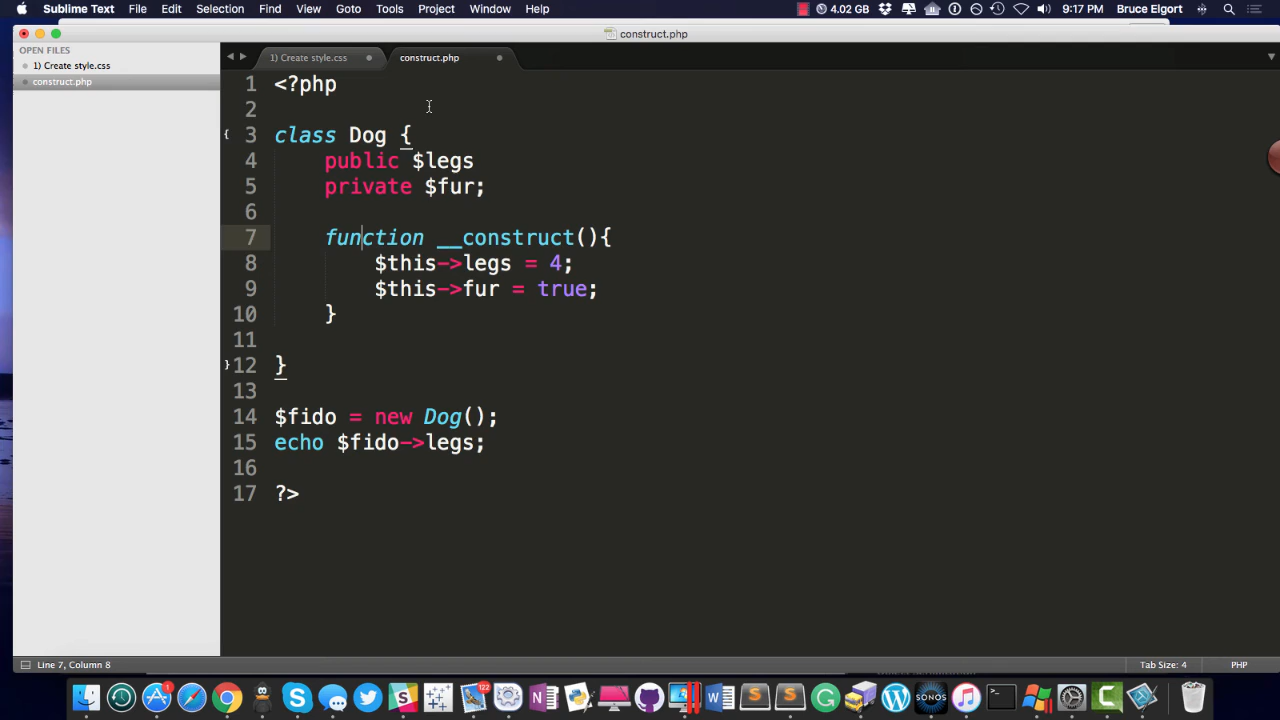 Sublime Text File Edit Selection Find View Goto Tools Project Window Help 4.02 GB 9:17 PM Bruce Elgort
construct.php
OPEN FILES
1) Create style.css
construct.php
1) Create style.css construct.php
1 <?php
2
3 class Dog {
4 public $legs
5 private $fur;
6
7 function __construct(){
8 $this->legs = 4;
9 $this->fur = true;
10 }
11
12 }
13
14 $fido = new Dog();
15 echo $fido->legs;
16
17 ?>
Line 7, Column 8 Tab Size: 4 PHP
1 122